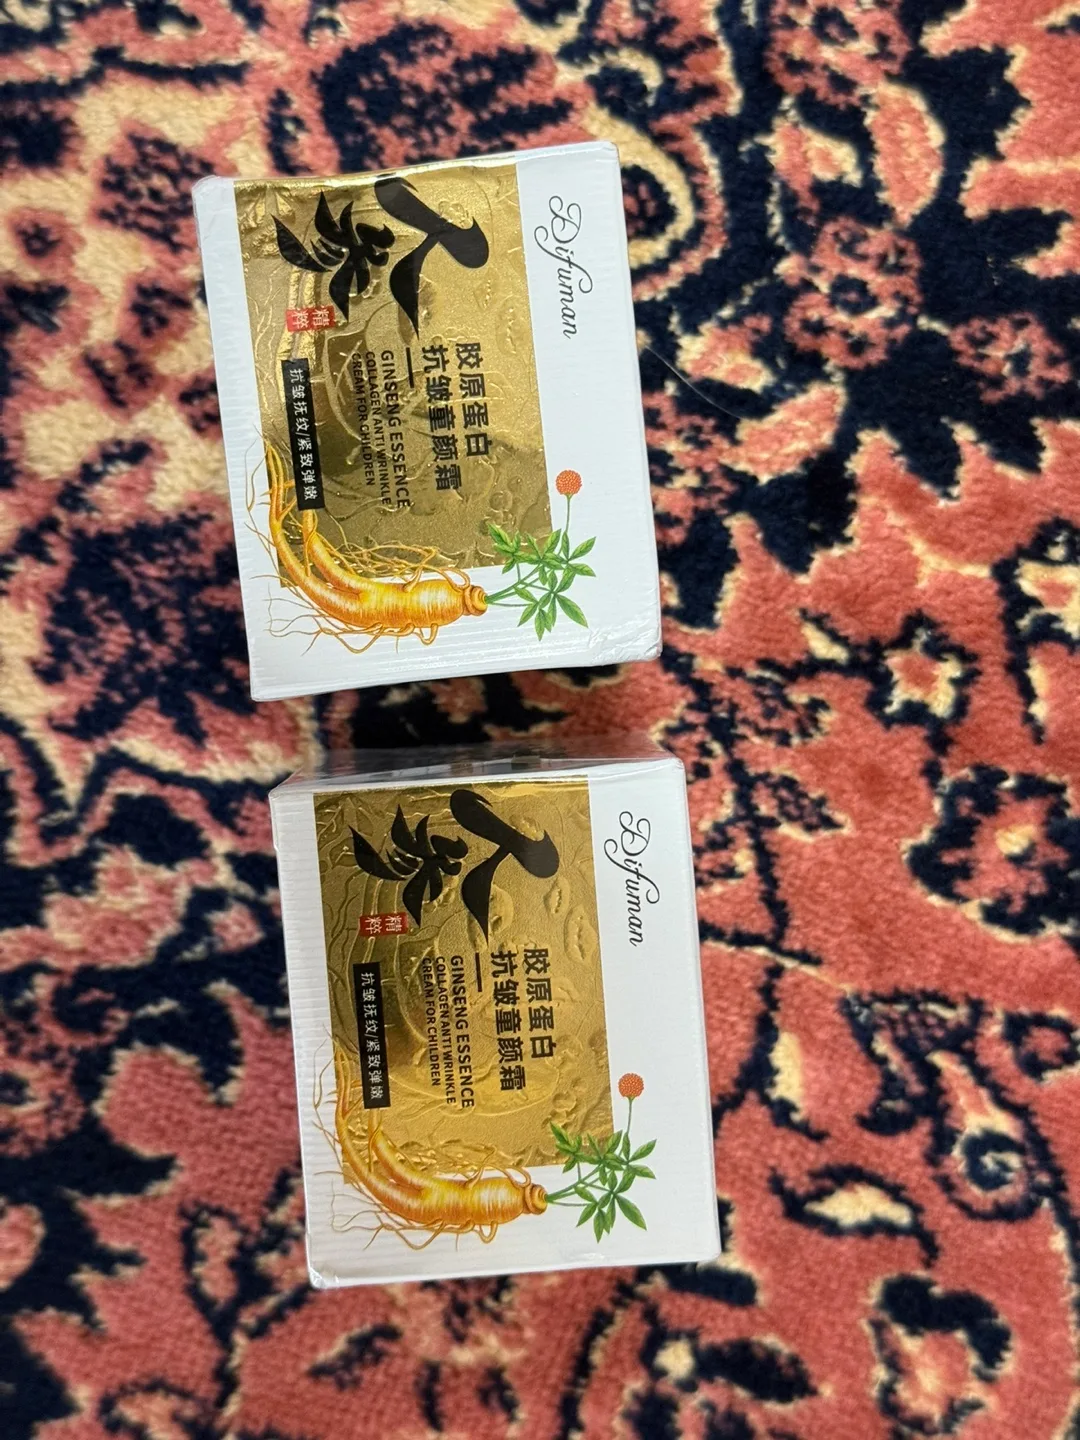 Difuman
人参
精粹
胶原蛋白
抗皱童颜霜
GINSENG ESSENCE
COLLAGEN ANTI WRINKLE
CREAM FOR CHILDREN
抗皱抚纹/紧致弹嫩
Difuman
人参
精粹
胶原蛋白
抗皱童颜霜
GINSENG ESSENCE
COLLAGEN ANTI WRINKLE
CREAM FOR CHILDREN
抗皱抚纹/紧致弹嫩